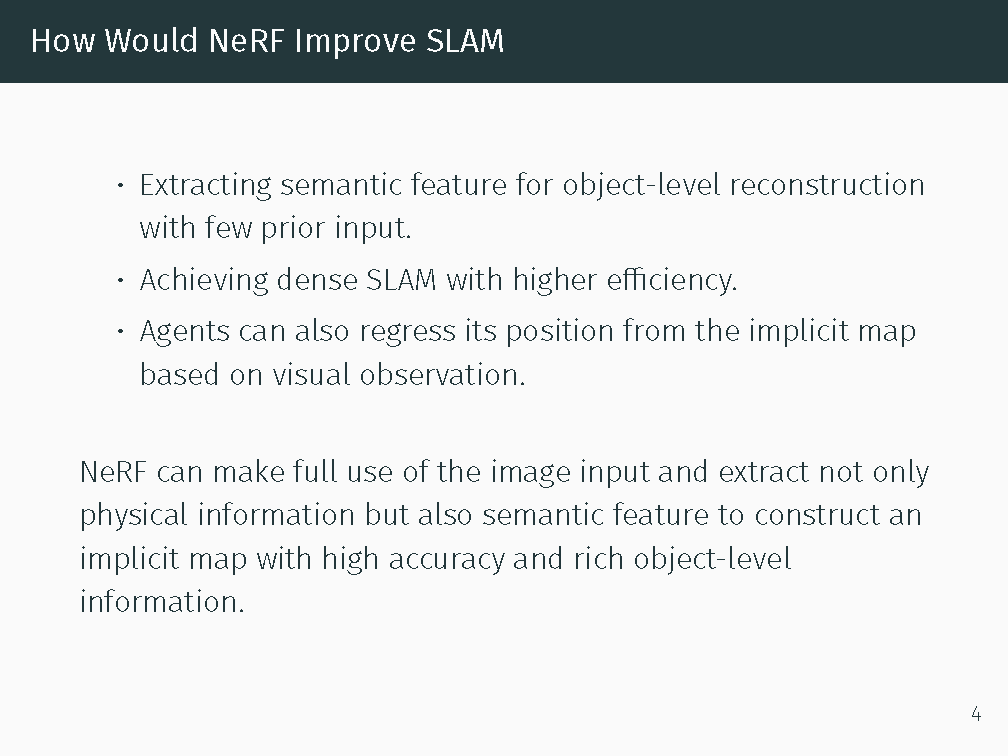 How Would NeRF Improve SLAM
• Extracting semantic feature for object-level reconstruction
with few prior input.
• Achieving dense SLAM with higher efficiency.
• Agents can also regress its position from the implicit map
based on visual observation.
NeRF can make full use of the image input and extract not only
physical information but also semantic feature to construct an
implicit map with high accuracy and rich object-level
information.
4